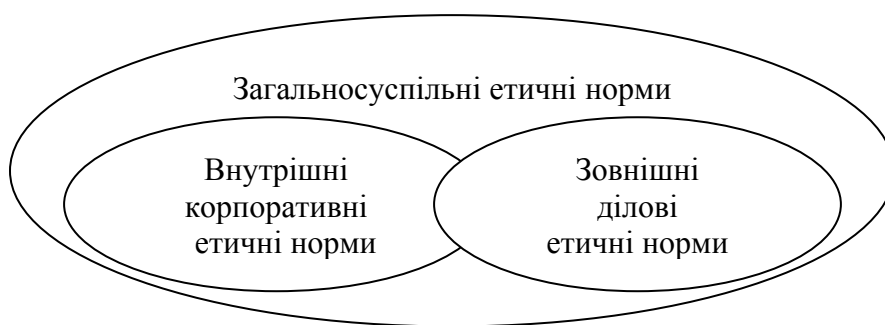 Загальносуспільні етичні норми
Внутрішні
корпоративні
етичні норми
Зовнішні
ділові
етичні норми